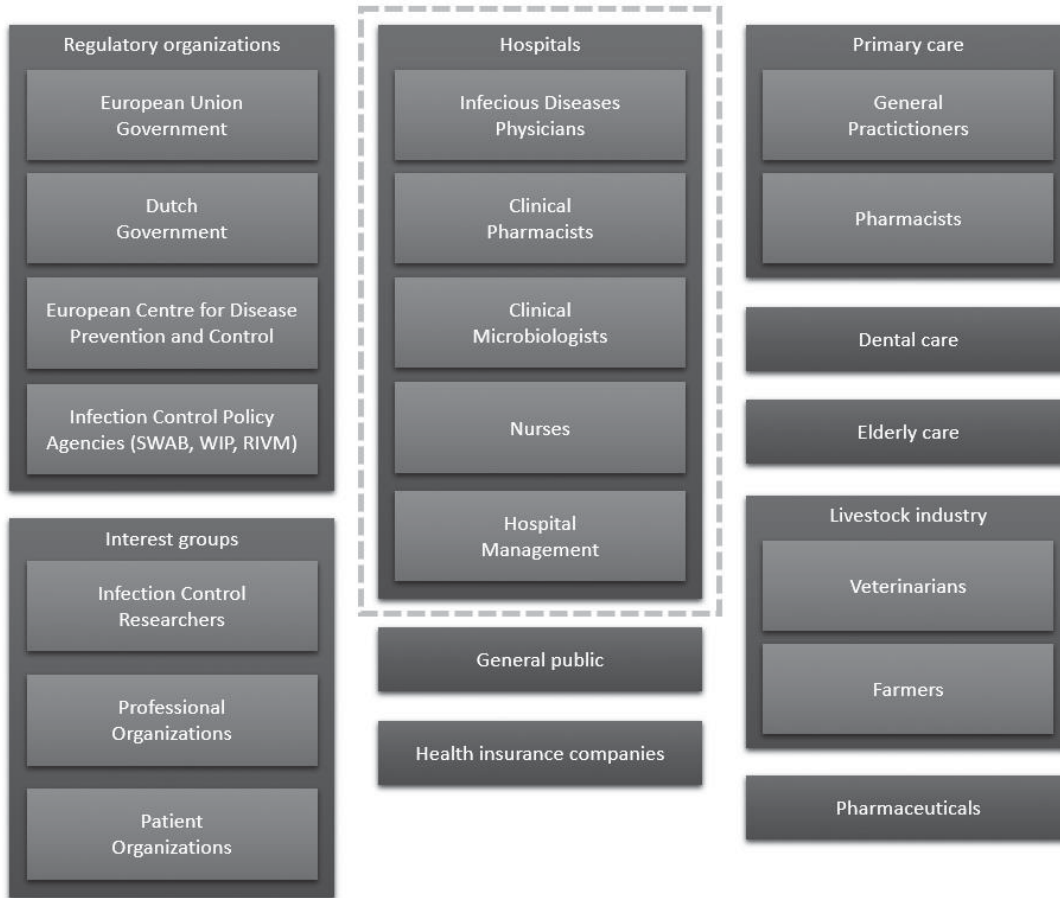 Regulatory organizations
European Union
Government
Dutch
Government
European Centre for Disease
Prevention and Control
Infection Control Policy
Agencies (SWAB, WIP, RIVM)
Interest groups
Infection Control
Researchers
Professional
Organizations
Patient
Organizations
Hospitals
Infecious Diseases
Physicians
Clinical
Pharmacists
Clinical
Microbiologists
Nurses
Hospital
Management
General public
Health insurance companies
Primary care
General
Practictioners
Pharmacists
Dental care
Elderly care
Livestock industry
Veterinarians
Farmers
Pharmaceuticals